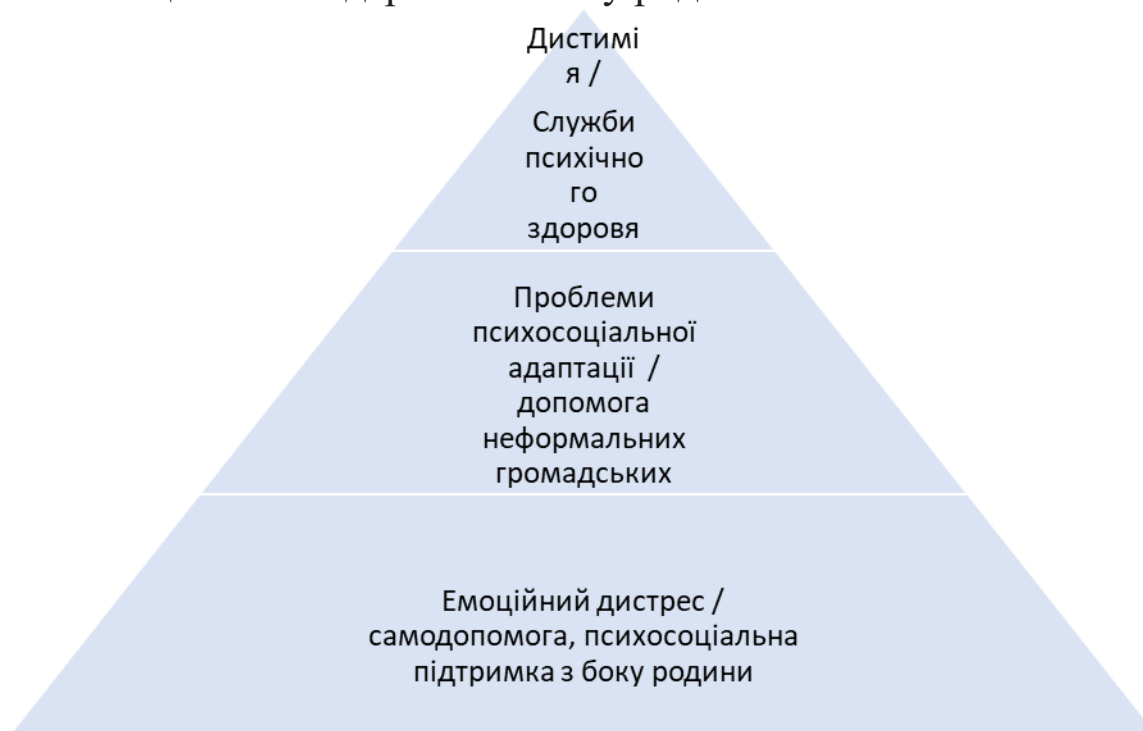 Дистимі
я /
Служби
психічно
го
здоровя
Проблеми
психосоціальної
адаптації /
допомога
неформальних
громадських
Емоційний дистрес /
самодопомога, психосоціальна
підтримка з боку родини